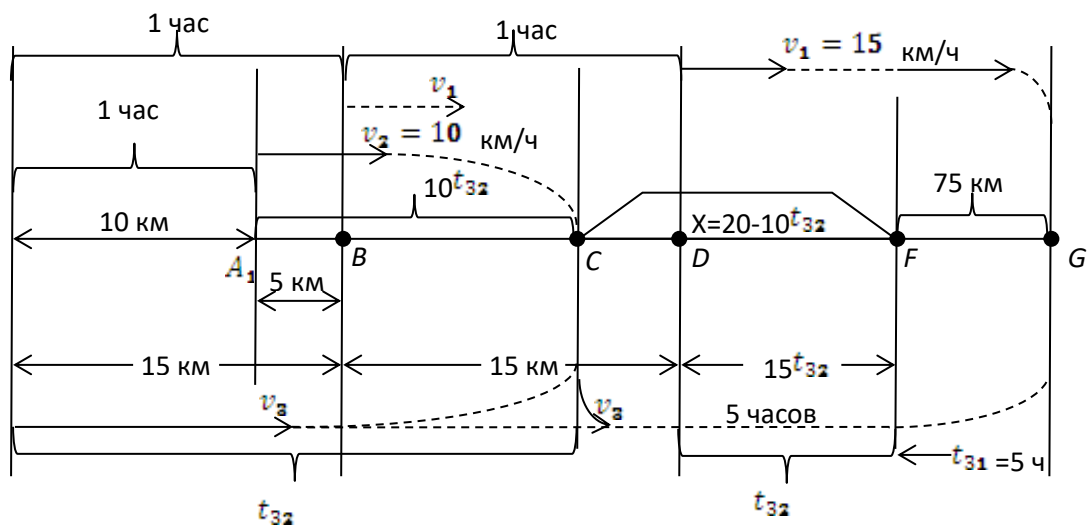 1 час
1 час
v₁ = 15 км/ч
1 час
v₁
v₂ = 10 км/ч
10t₃₂
75 км
10 км
X=20-10t₃₂
A₁
B
C
D
F
G
5 км
15 км
15 км
15t₃₂
v₃
v₃
5 часов
t₃₁ =5 ч
t₃₂
t₃₂